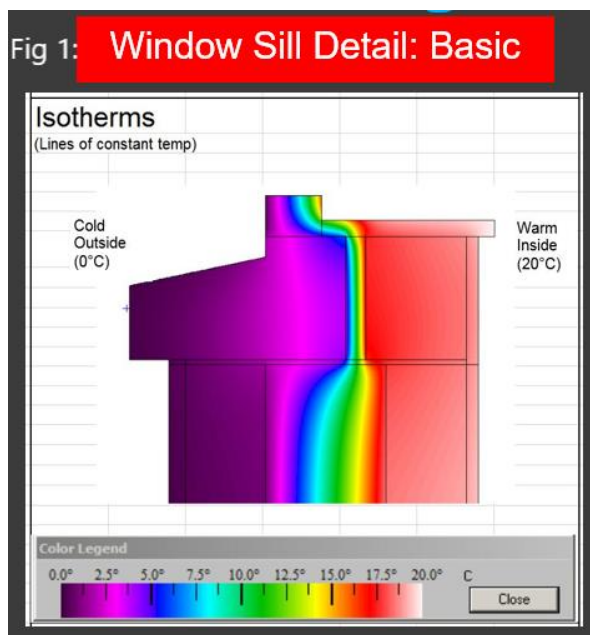 Fig 1: Window Sill Detail: Basic
Isotherms
(Lines of constant temp)
Cold
Outside
(0°C)
Warm
Inside
(20°C)
Color Legend
0.0° 2.5° 5.0° 7.5° 10.0° 12.5° 15.0° 17.5° 20.0° C
Close